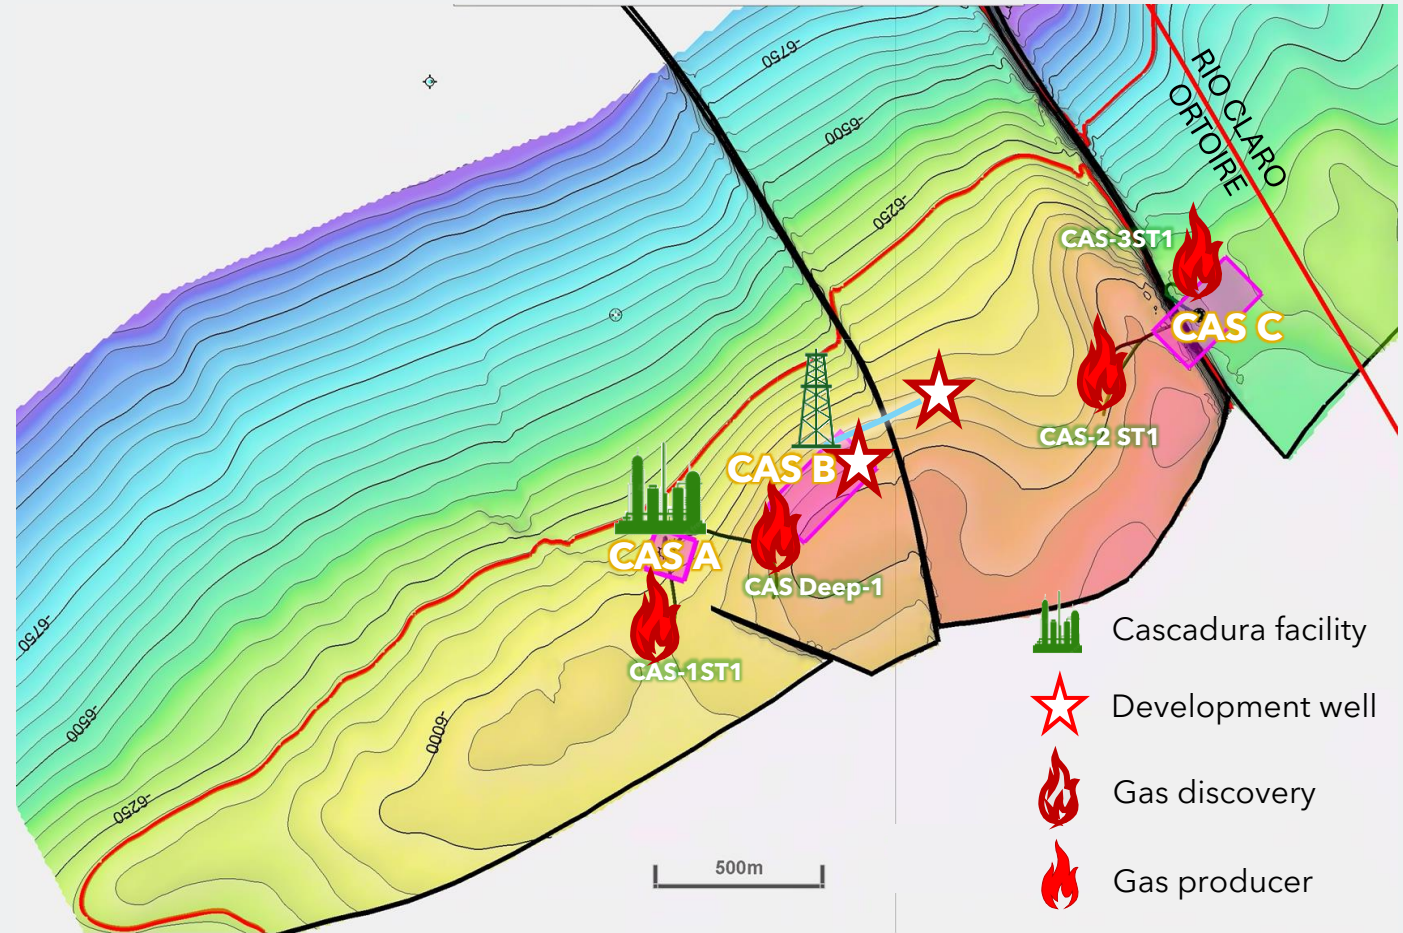 -6750
-6500
-6250
RIO CLARO
ORTOIRE
CAS-3ST1
CAS C
CAS-2 ST1
CAS B
CAS A
CAS Deep-1
CAS-1ST1
-6750
-6500
-6250
-6000
500m
Cascadura facility
Development well
Gas discovery
Gas producer